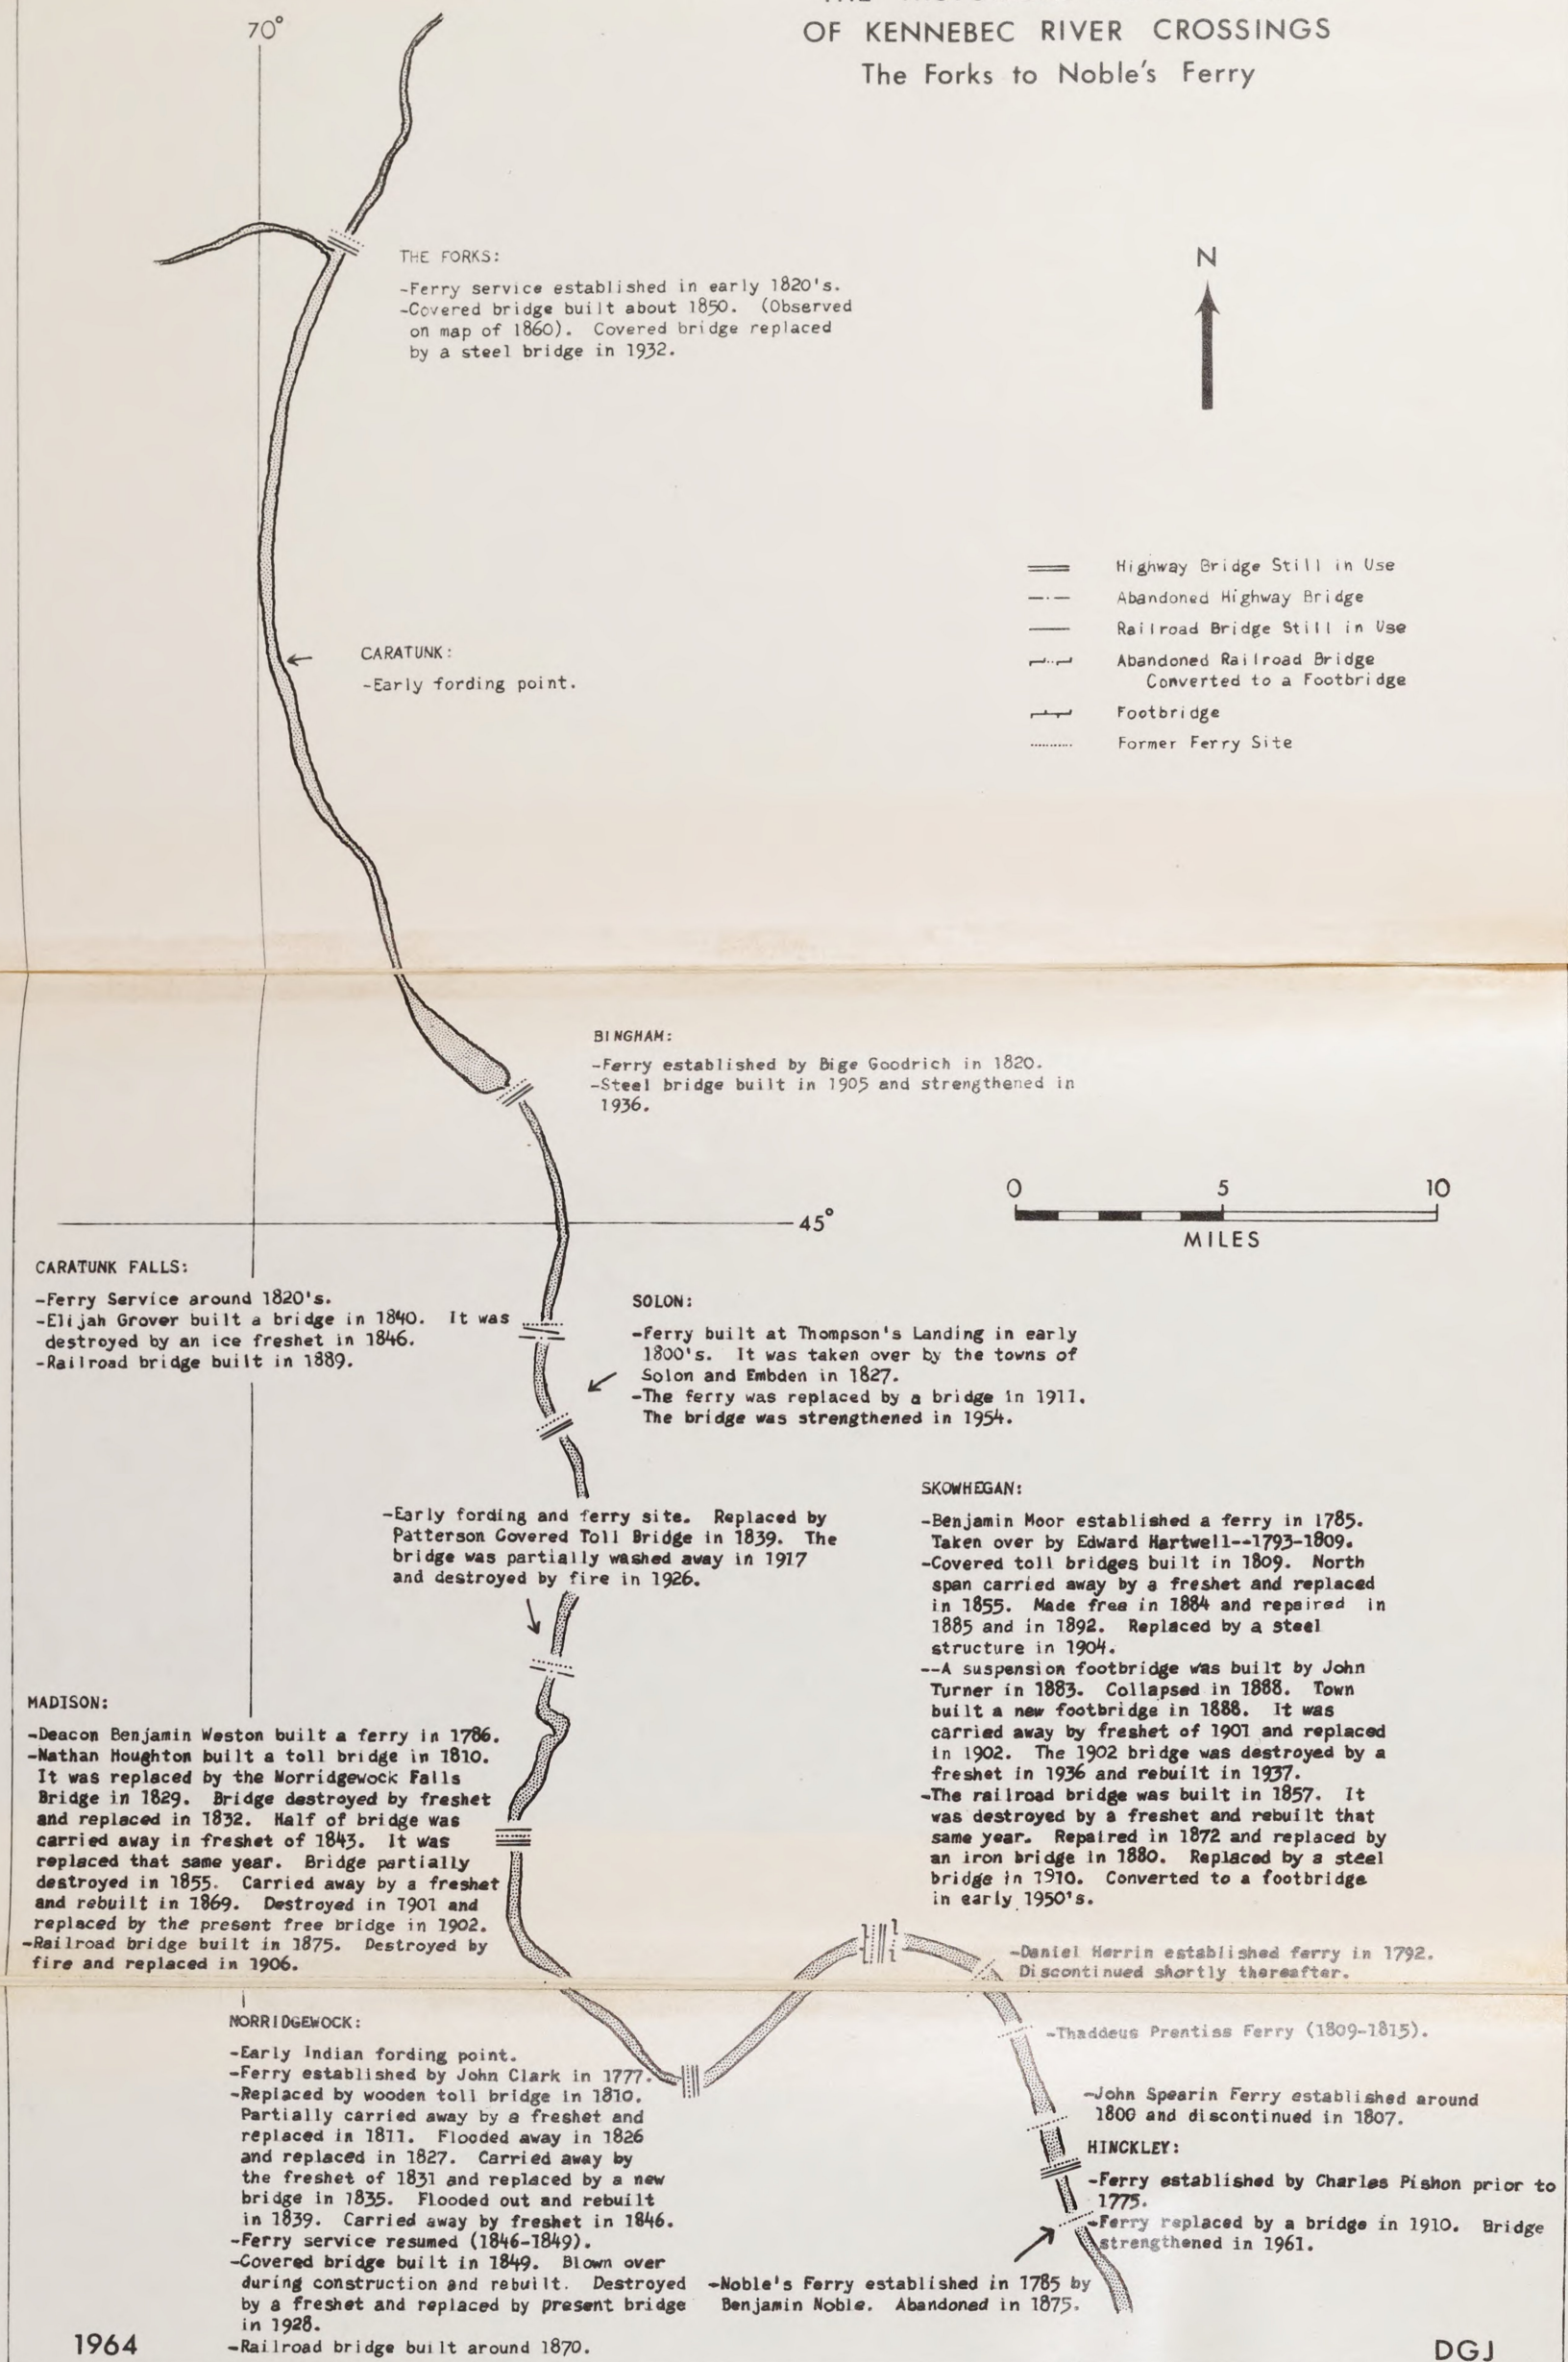 OF KENNEBEC RIVER CROSSINGS
The Forks to Noble's Ferry
70°
THE FORKS:
-Ferry service established in early 1820's.
-Covered bridge built about 1850. (Observed
on map of 1860). Covered bridge replaced
by a steel bridge in 1932.
N
Highway Bridge Still in Use
Abandoned Highway Bridge
Railroad Bridge Still in Use
Abandoned Railroad Bridge
Converted to a Footbridge
Footbridge
Former Ferry Site
CARATUNK:
-Early fording point.
BINGHAM:
-Ferry established by Bige Goodrich in 1820.
-Steel bridge built in 1905 and strengthened in
1936.
0 5 10
MILES
45°
CARATUNK FALLS:
-Ferry Service around 1820's.
-Elijah Grover built a bridge in 1840. It was
destroyed by an ice freshet in 1846.
-Railroad bridge built in 1889.
SOLON:
-Ferry built at Thompson's Landing in early
1800's. It was taken over by the towns of
Solon and Embden in 1827.
-The ferry was replaced by a bridge in 1911.
The bridge was strengthened in 1954.
-Early fording and ferry site. Replaced by
Patterson Covered Toll Bridge in 1839. The
bridge was partially washed away in 1917
and destroyed by fire in 1926.
SKOWHEGAN:
-Benjamin Moor established a ferry in 1785.
Taken over by Edward Hartwell--1793-1809.
-Covered toll bridges built in 1809. North
span carried away by a freshet and replaced
in 1855. Made free in 1884 and repaired in
1885 and in 1892. Replaced by a steel
structure in 1904.
--A suspension footbridge was built by John
Turner in 1883. Collapsed in 1888. Town
built a new footbridge in 1888. It was
carried away by freshet of 1901 and replaced
in 1902. The 1902 bridge was destroyed by a
freshet in 1936 and rebuilt in 1937.
-The railroad bridge was built in 1857. It
was destroyed by a freshet and rebuilt that
same year. Repaired in 1872 and replaced by
an iron bridge in 1880. Replaced by a steel
bridge in 1910. Converted to a footbridge
in early 1950's.
MADISON:
-Deacon Benjamin Weston built a ferry in 1786.
-Nathan Houghton built a toll bridge in 1810.
It was replaced by the Norridgewock Falls
Bridge in 1829. Bridge destroyed by freshet
and replaced in 1832. Half of bridge was
carried away in freshet of 1843. It was
replaced that same year. Bridge partially
destroyed in 1855. Carried away by a freshet
and rebuilt in 1869. Destroyed in 1901 and
replaced by the present free bridge in 1902.
-Railroad bridge built in 1875. Destroyed by
fire and replaced in 1906.
-Daniel Herrin established ferry in 1792.
Discontinued shortly thereafter.
NORRIDGEWOCK:
-Early Indian fording point.
-Ferry established by John Clark in 1777.
-Replaced by wooden toll bridge in 1810.
Partially carried away by a freshet and
replaced in 1811. Flooded away in 1826
and replaced in 1827. Carried away by
the freshet of 1831 and replaced by a new
bridge in 1835. Flooded out and rebuilt
in 1839. Carried away by freshet in 1846.
-Ferry service resumed (1846-1849).
-Covered bridge built in 1849. Blown over
during construction and rebuilt. Destroyed
by a freshet and replaced by present bridge
in 1928.
-Railroad bridge built around 1870.
-Thaddeus Prentiss Ferry (1809-1815).
-John Spearin Ferry established around
1800 and discontinued in 1807.
HINCKLEY:
-Ferry established by Charles Pishon prior to
1775.
-Ferry replaced by a bridge in 1910. Bridge
strengthened in 1961.
-Noble's Ferry established in 1785 by
Benjamin Noble. Abandoned in 1875.
1964
DGJ